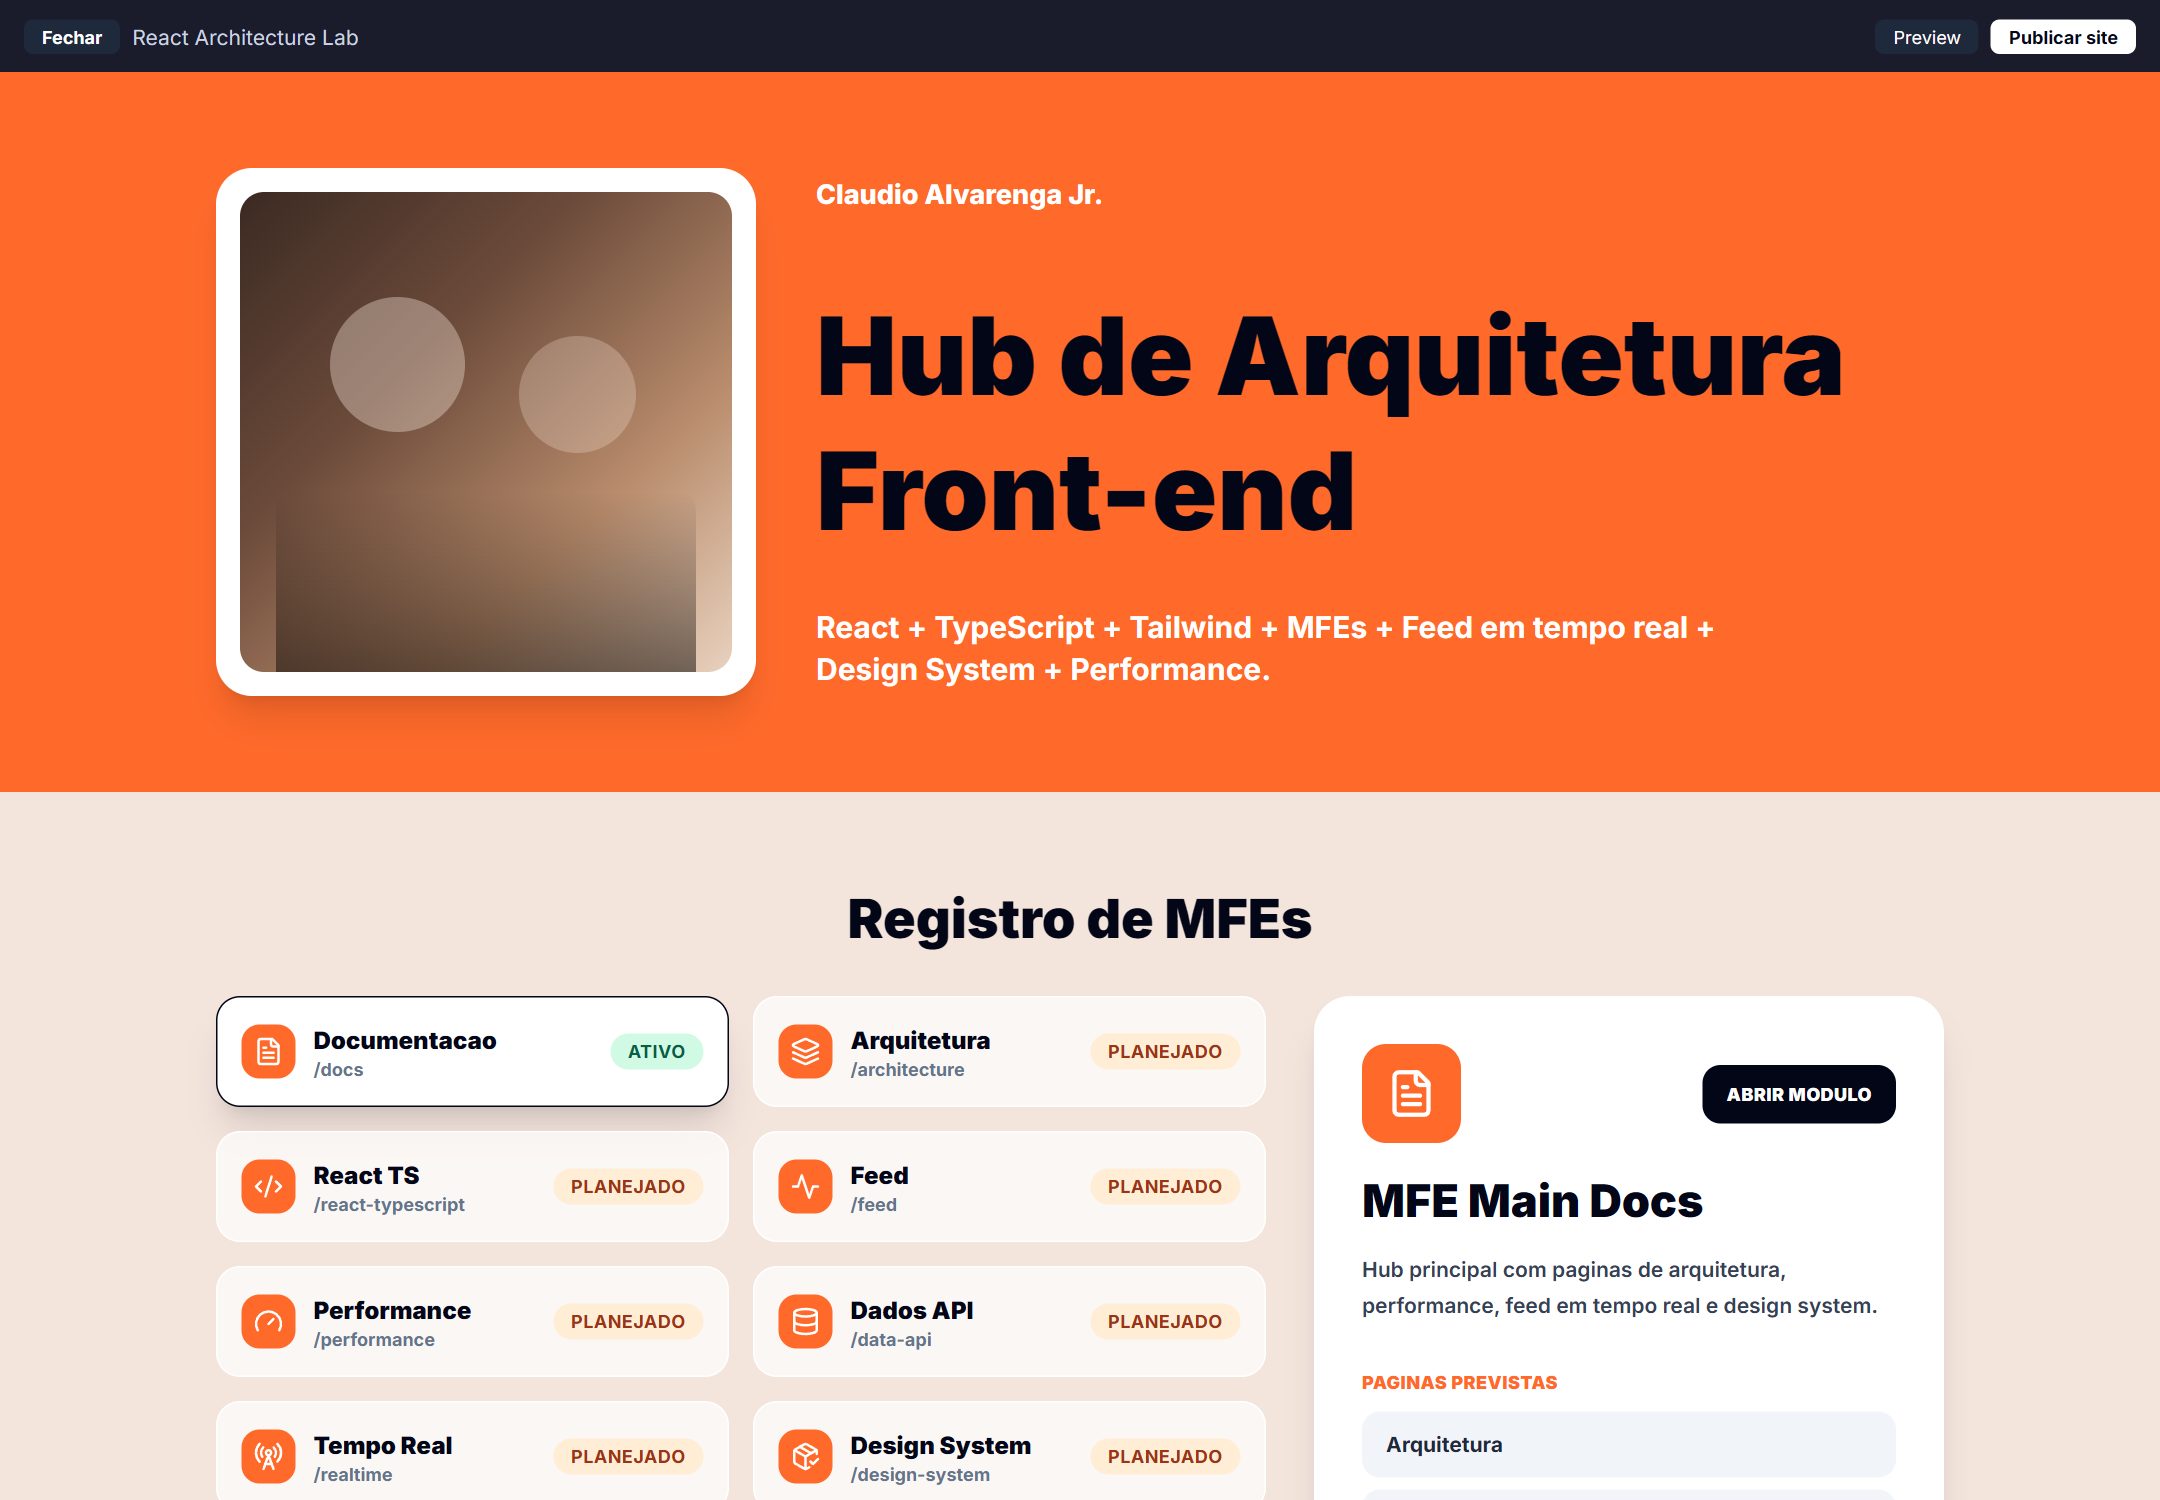 Fechar
React Architecture Lab
Preview
Publicar site
Claudio Alvarenga Jr.
Hub de Arquitetura
Front-end
React + TypeScript + Tailwind + MFEs + Feed em tempo real +
Design System + Performance.
Registro de MFEs
Documentacao
/docs
ATIVO
Arquitetura
/architecture
PLANEJADO
React TS
/react-typescript
PLANEJADO
Feed
/feed
PLANEJADO
Performance
/performance
PLANEJADO
Dados API
/data-api
PLANEJADO
Tempo Real
/realtime
PLANEJADO
Design System
/design-system
PLANEJADO
ABRIR MODULO
MFE Main Docs
Hub principal com paginas de arquitetura,
performance, feed em tempo real e design system.
PAGINAS PREVISTAS
Arquitetura